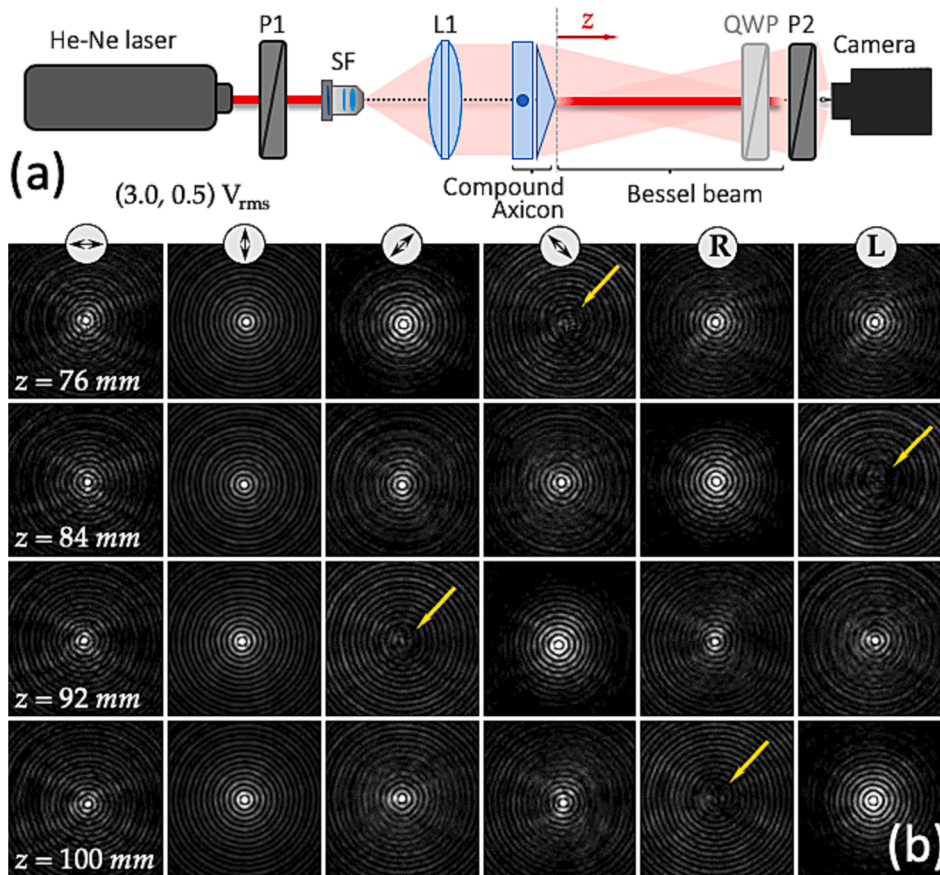 He-Ne laser
P1
SF
L1
z
QWP
P2
Camera
Compound
Axicon
Bessel beam
(a)
(3.0, 0.5) Vrms
R
L
z = 76 mm
z = 84 mm
z = 92 mm
z = 100 mm
(b)